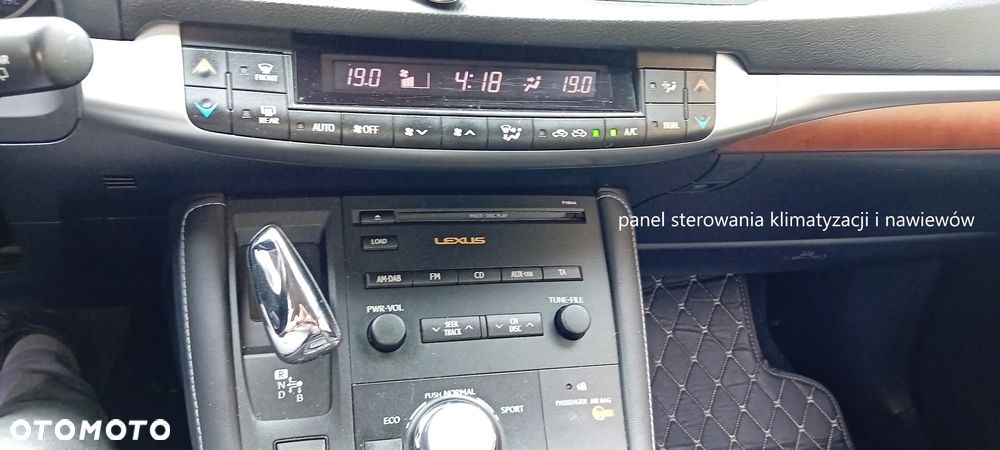 19.0 4:18 19.0
FRONT
REAR
AUTO OFF A/C DUAL
MULTI-DISC PLAY
LOAD LEXUS
AM·DAB FM CD AUX·USB TA
PWR·VOL TUNE·FILE
SEEK TRACK CH DISC
P
N
D B
PUSH NORMAL
ECO SPORT
PASSENGER AIR BAG
panel sterowania klimatyzacji i nawiewów
OTOMOTO